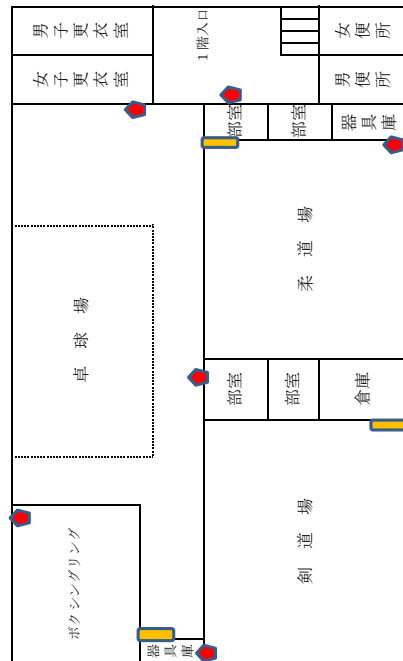 男子更衣室
女子更衣室
1階入口
女便所
男便所
部室
部室
器具庫
卓球場
柔道場
部室
部室
倉庫
ボクシングリング
器具庫
剣道場